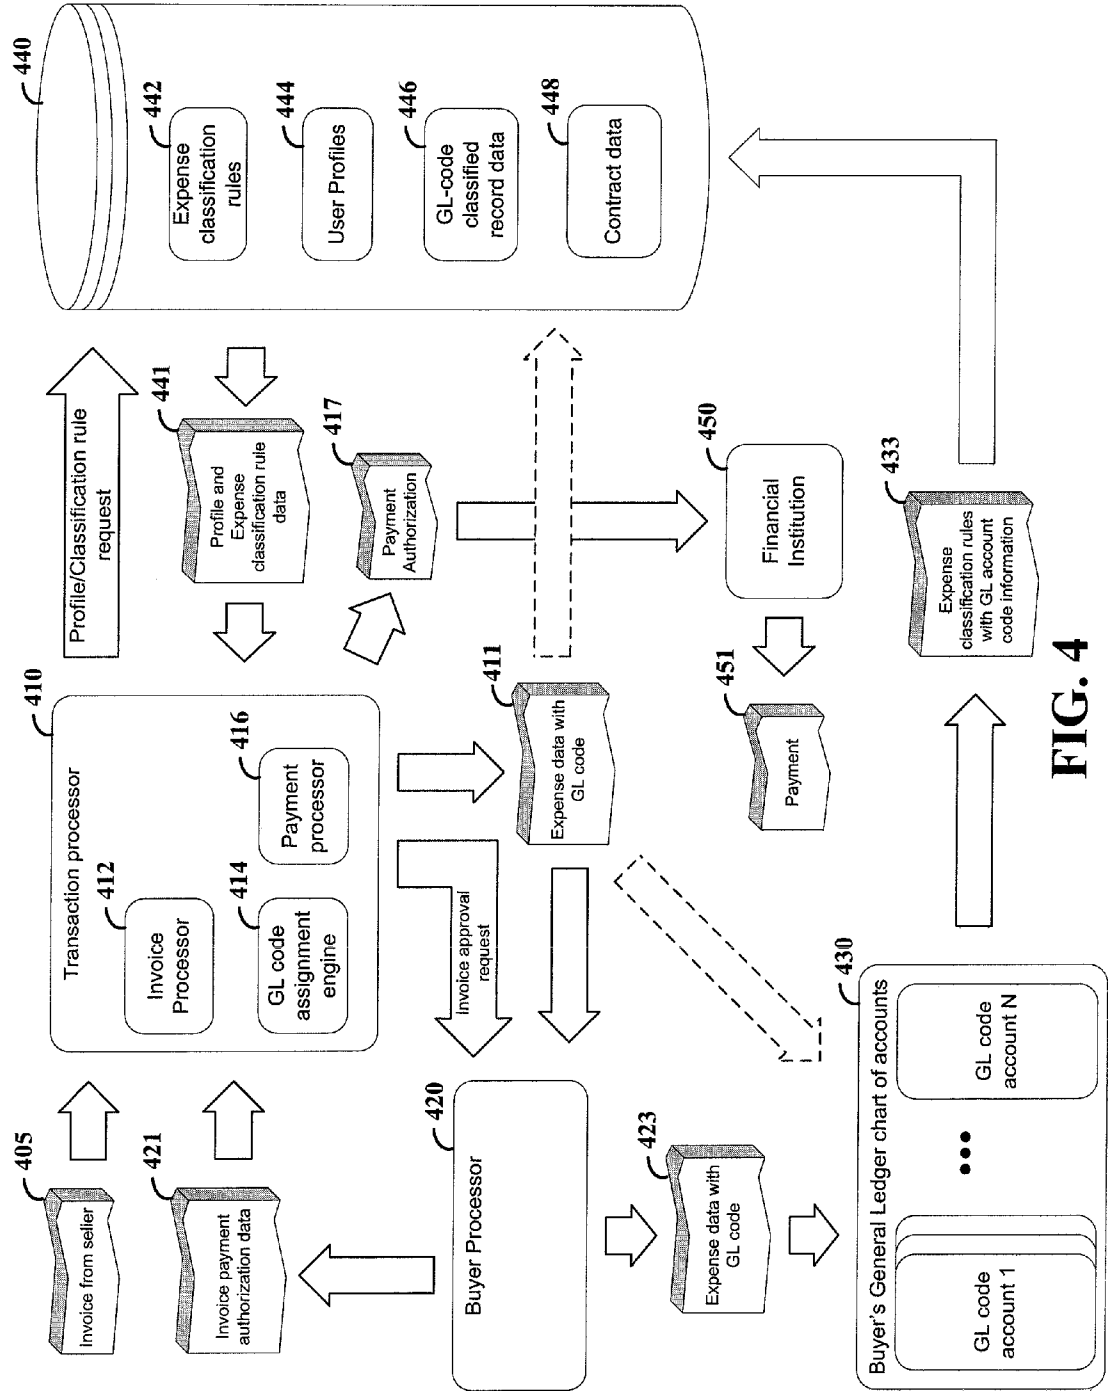 405
Invoice from seller
421
Invoice payment
authorization data
410
Transaction processor
412
Invoice
Processor
414
GL code
assignment
engine
416
Payment
processor
Profile/Classification rule
request
441
Profile and
Expense
classification rule
data
417
Payment
Authorization
440
442
Expense
classification
rules
444
User Profiles
446
GL-code
classified
record data
448
Contract data
Invoice approval
request
411
Expense data with
GL code
420
Buyer Processor
423
Expense data with
GL code
450
Financial
Institution
451
Payment
430
Buyer's General Ledger chart of accounts
GL code
account 1
•••
GL code
account N
433
Expense
classification rules
with GL account
code information
FIG. 4